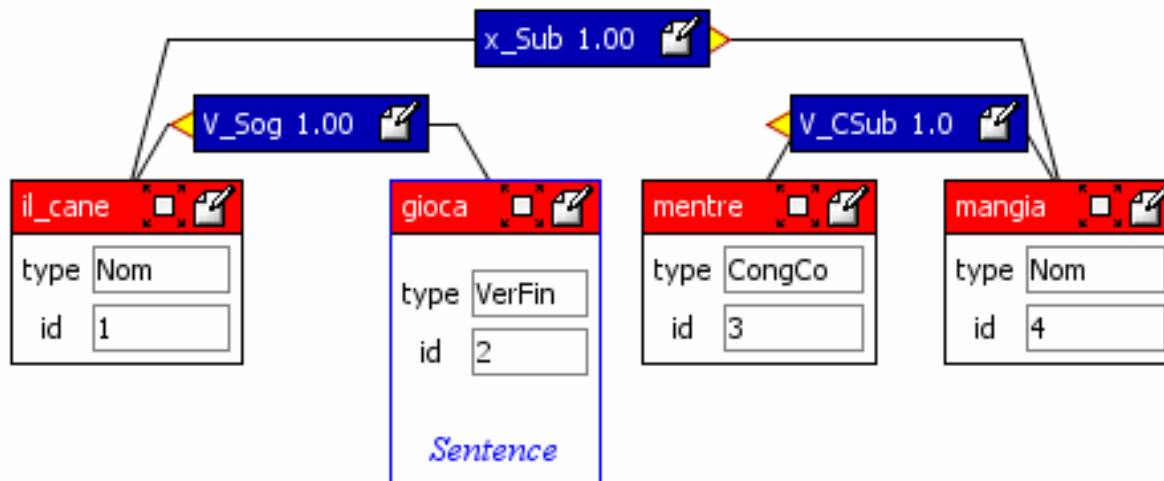 x_Sub 1.00
V_Sog 1.00
V_CSub 1.0
il_cane
type Nom
id 1
gioca
type VerFin
id 2
Sentence
mentre
type CongCo
id 3
mangia
type Nom
id 4